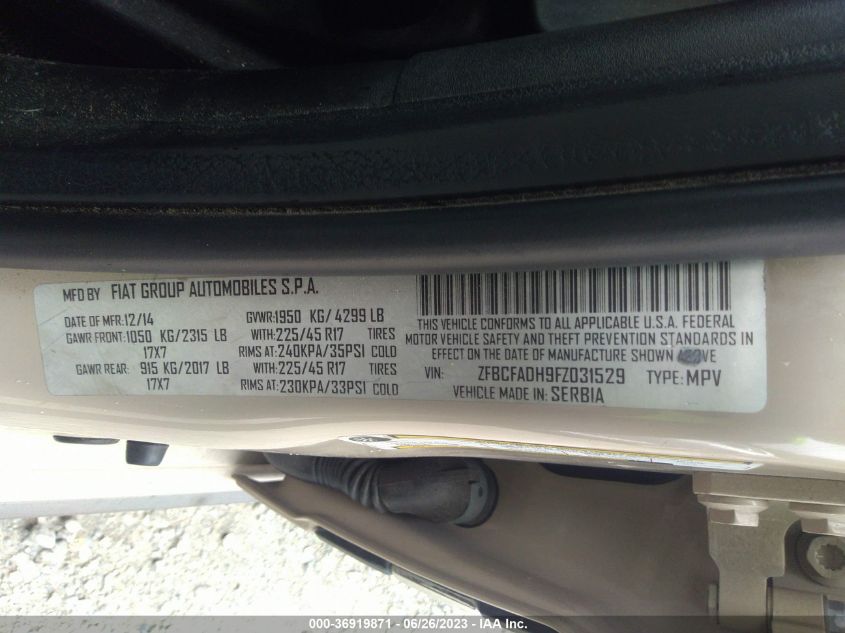 MFD BY FIAT GROUP AUTOMOBILES S.P.A.
DATE OF MFR:12/14 GVWR:1950 KG/ 4299 LB
GAWR FRONT:1050 KG/2315 LB WITH:225/45 R17 TIRES
17X7 RIMS AT:240KPA/35PSI COLD
GAWR REAR: 915 KG/2017 LB WITH:225/45 R17 TIRES
17X7 RIMS AT:230KPA/33PSI COLD
THIS VEHICLE CONFORMS TO ALL APPLICABLE U.S.A. FEDERAL
MOTOR VEHICLE SAFETY AND THEFT PREVENTION STANDARDS IN
EFFECT ON THE DATE OF MANUFACTURE SHOWN
VIN: ZFBCFADH9FZ031529 TYPE: MPV
VEHICLE MADE IN: SERBIA
000-36919871 - 06/26/2023 - IAA Inc.